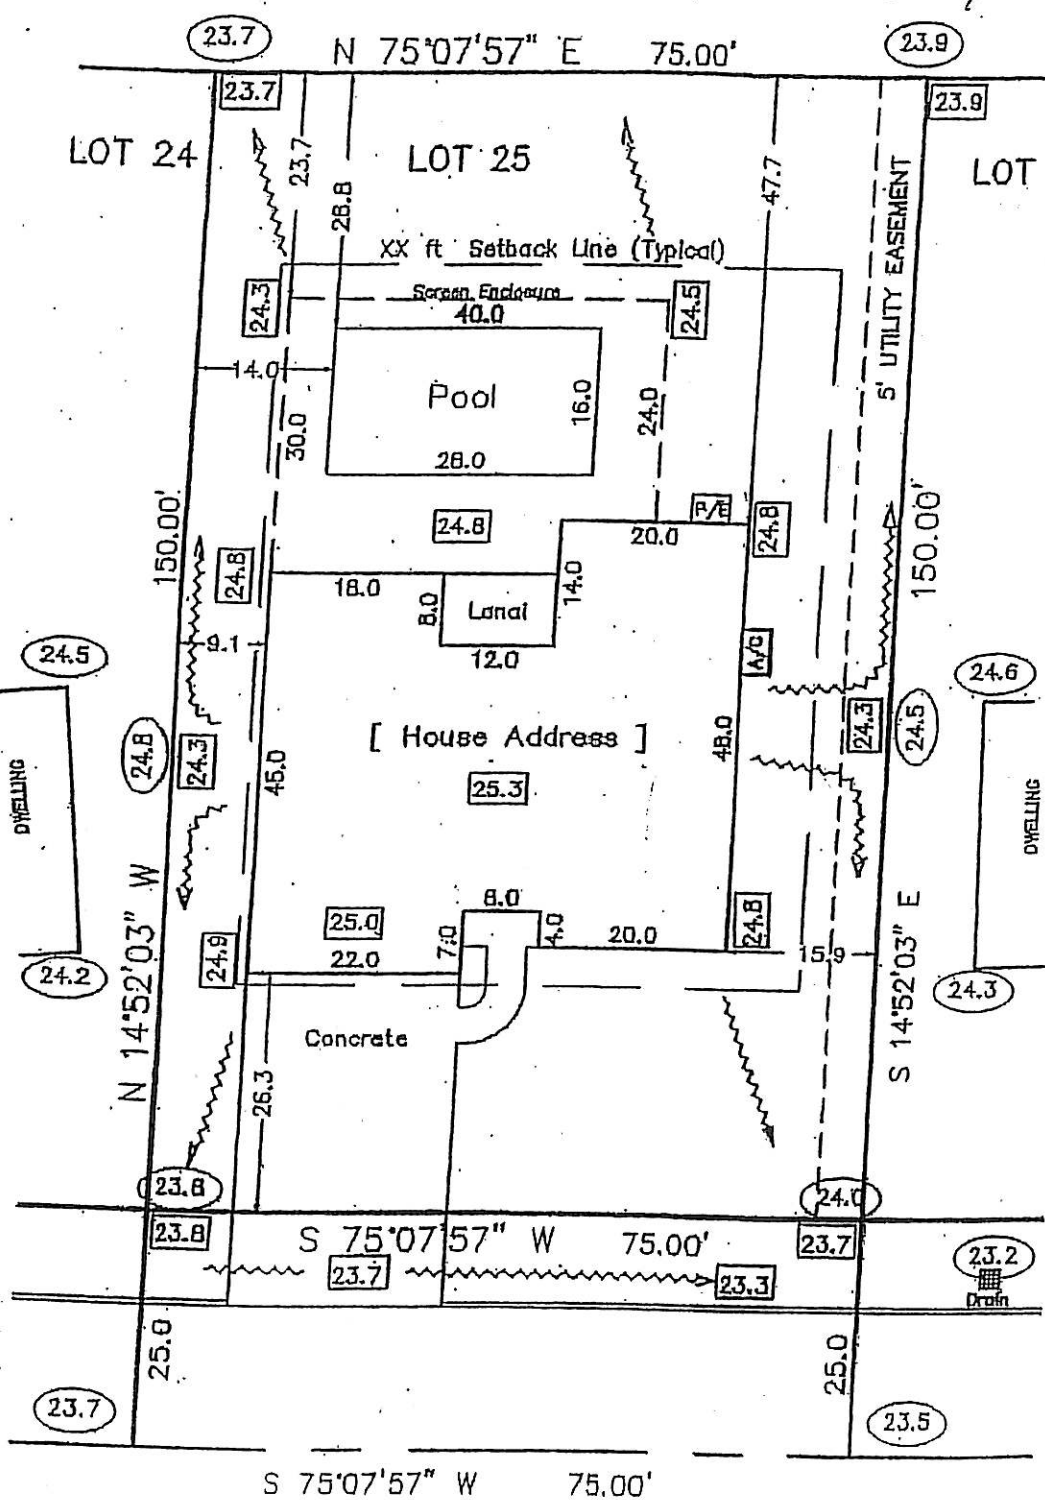 23.7
N 75°07'57" E 75.00'
23.9
23.7
23.9
LOT 24
23.7
28.8
LOT 25
47.7
5' UTILITY EASEMENT
LOT
XX ft Setback Line (Typical)
24.3
Screen Enclosure
40.0
24.5
14.0
Pool
16.0
24.0
30.0
28.0
150.00'
24.8
P/E
20.0
24.8
150.00'
24.8
18.0
8.0
Lanai
14.0
12.0
9.1
A/C
24.5
24.6
24.8
24.3
[ House Address ]
48.0
24.3
24.5
DWELLING
45.0
25.3
DWELLING
N 14°52'03" W
S 14°52'03" E
8.0
25.0
7.0
4.0
20.0
24.8
24.9
22.0
15.9
24.2
24.3
Concrete
26.3
23.8
24.0
23.8
S 75°07'57" W 75.00'
23.7
23.7
23.3
23.2
Drain
25.0
25.0
23.7
23.5
S 75°07'57" W 75.00'